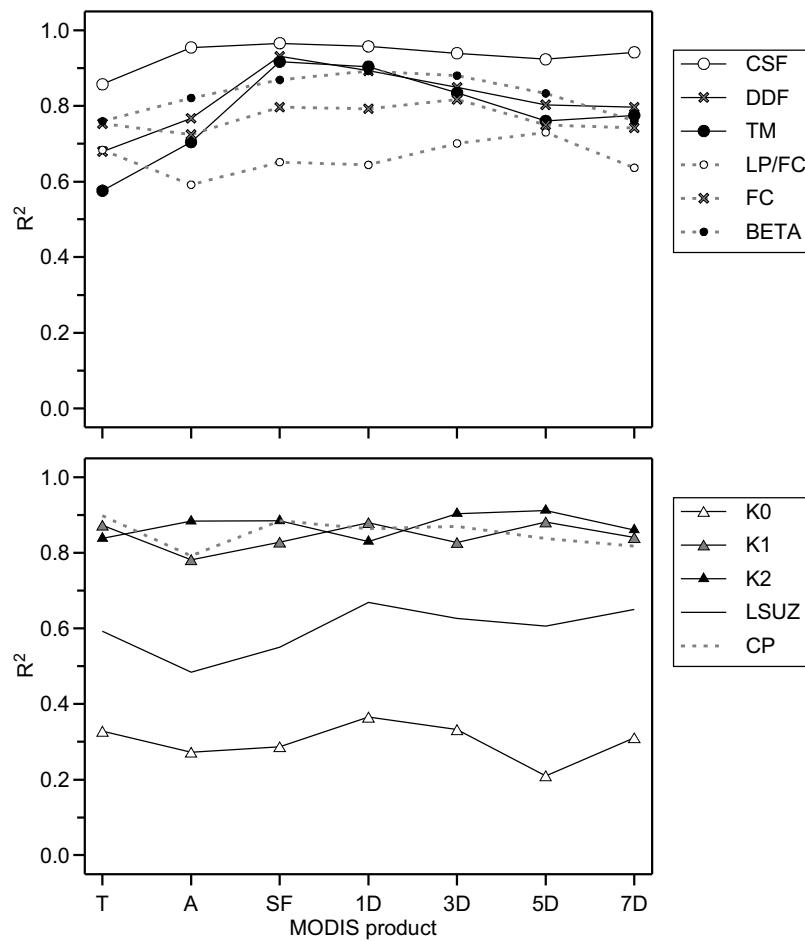 1.0
0.8
0.6
0.4
0.2
0.0
R²
CSF
DDF
TM
LP/FC
FC
BETA
1.0
0.8
0.6
0.4
0.2
0.0
R²
K0
K1
K2
LSUZ
CP
T A SF 1D 3D 5D 7D
MODIS product